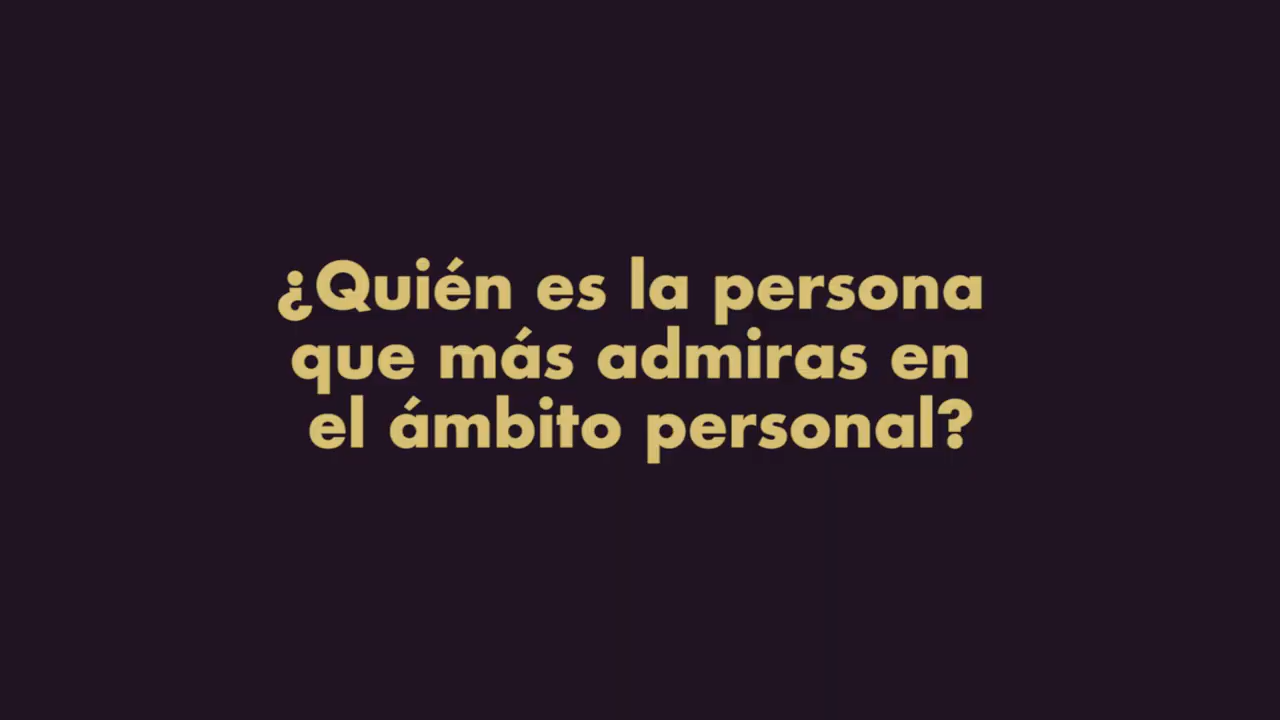 ¿Quién es la persona
que más admiras en
el ámbito personal?